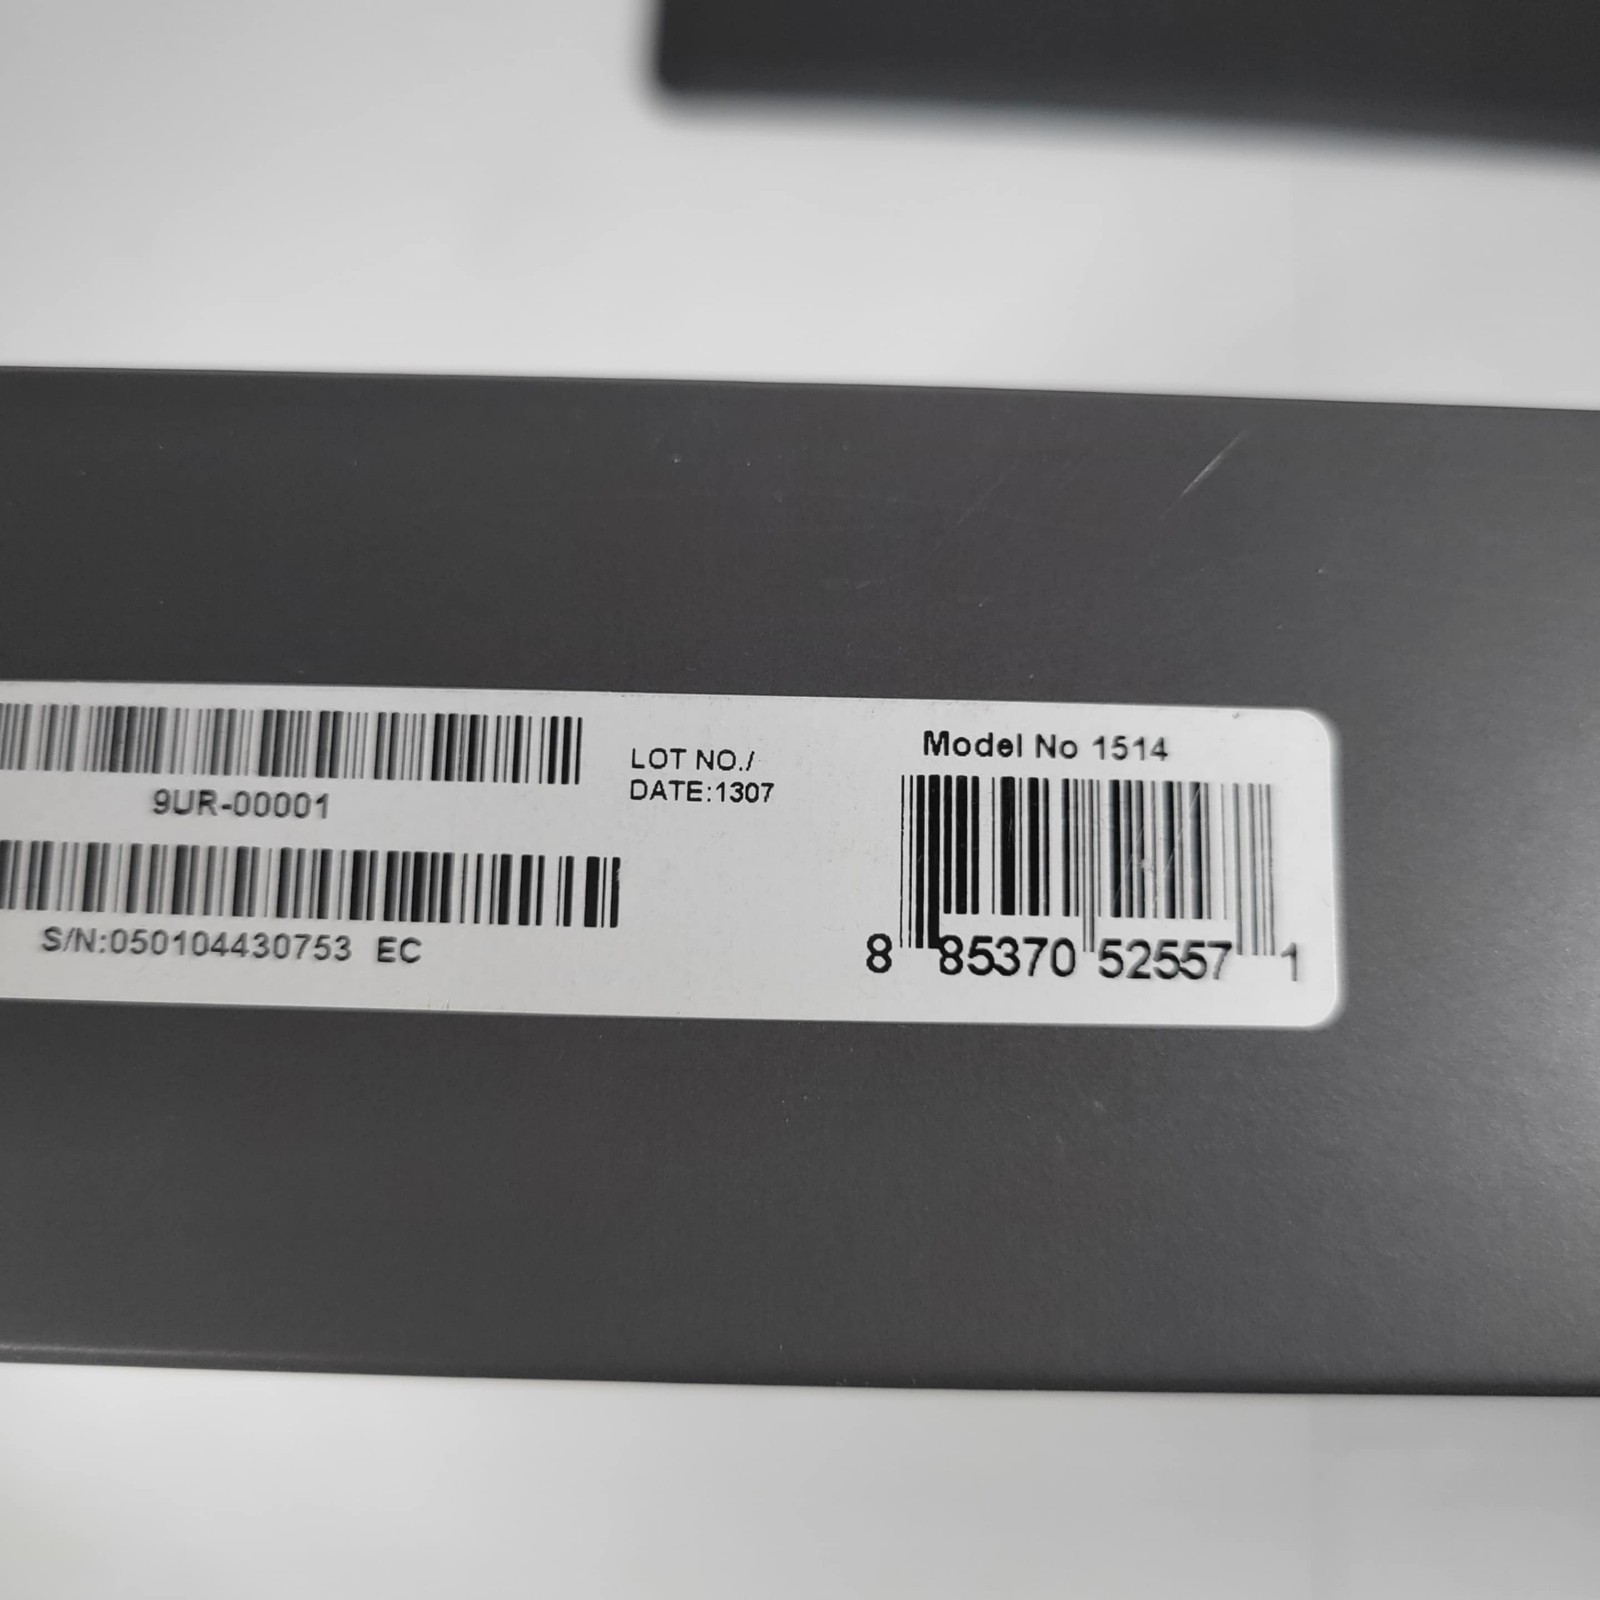 9UR-00001
S/N:050104430753 EC
LOT NO./
DATE:1307
Model No 1514
8 85370 52557 1